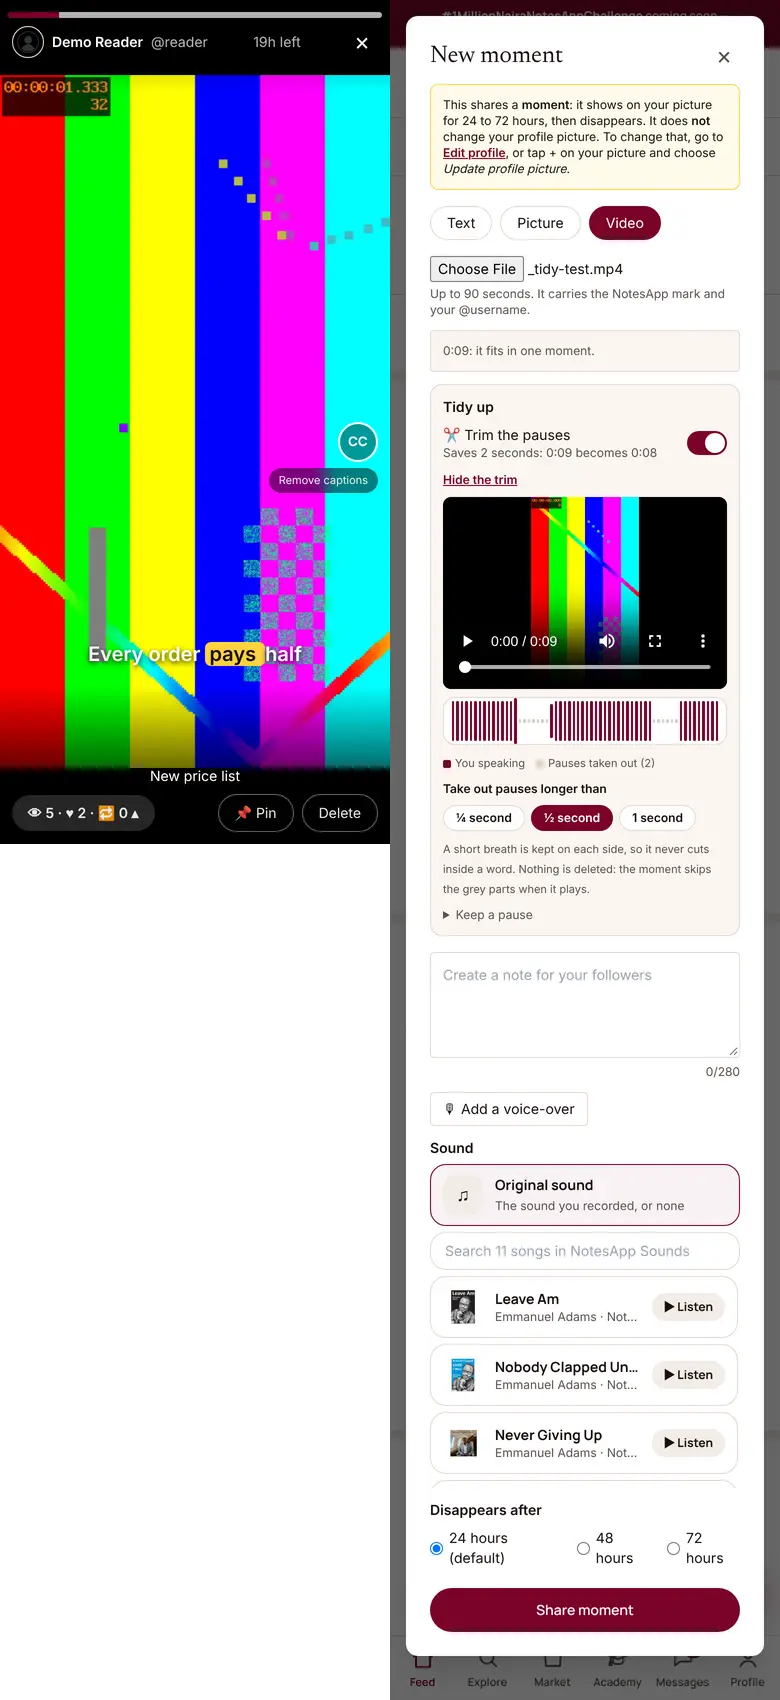 Demo Reader @reader 19h left ✕
00:00:01.333
32
CC
Remove captions
Every order pays half
New price list
👁 5 · ♥ 2 · 🔁 0 ▴
📌 Pin
Delete
#1MillionNairaNotesAppChallenge coming soon
New moment ✕
This shares a moment: it shows on your picture
for 24 to 72 hours, then disappears. It does not
change your profile picture. To change that, go to
Edit profile, or tap + on your picture and choose
Update profile picture.
Text Picture Video
Choose File _tidy-test.mp4
Up to 90 seconds. It carries the NotesApp mark and
your @username.
0:09: it fits in one moment.
Tidy up
✂️ Trim the pauses
Saves 2 seconds: 0:09 becomes 0:08
Hide the trim
0:00 / 0:09
You speaking Pauses taken out (2)
Take out pauses longer than
¼ second ½ second 1 second
A short breath is kept on each side, so it never cuts
inside a word. Nothing is deleted: the moment skips
the grey parts when it plays.
▶ Keep a pause
Create a note for your followers
0/280
🎙 Add a voice-over
Sound
♫ Original sound
The sound you recorded, or none
Search 11 songs in NotesApp Sounds
Leave Am
Emmanuel Adams · Not...
▶ Listen
Nobody Clapped Un...
Emmanuel Adams · Not...
▶ Listen
Never Giving Up
Emmanuel Adams · Not...
▶ Listen
Disappears after
24 hours (default)
48 hours
72 hours
Share moment
Feed Explore Market Academy Messages Profile